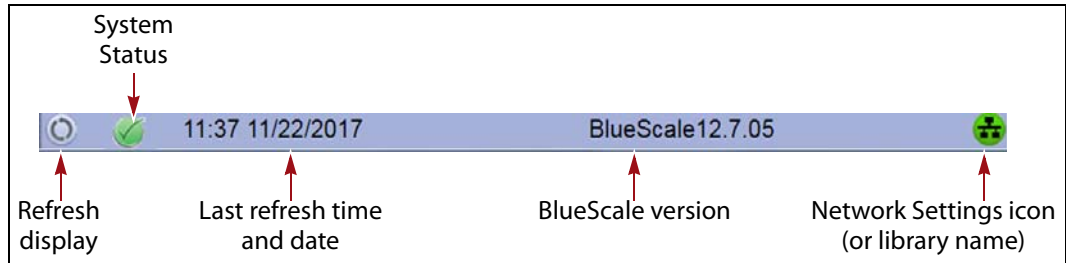 System
Status
11:37 11/22/2017 BlueScale12.7.05
Refresh
display
Last refresh time
and date
BlueScale version
Network Settings icon
(or library name)